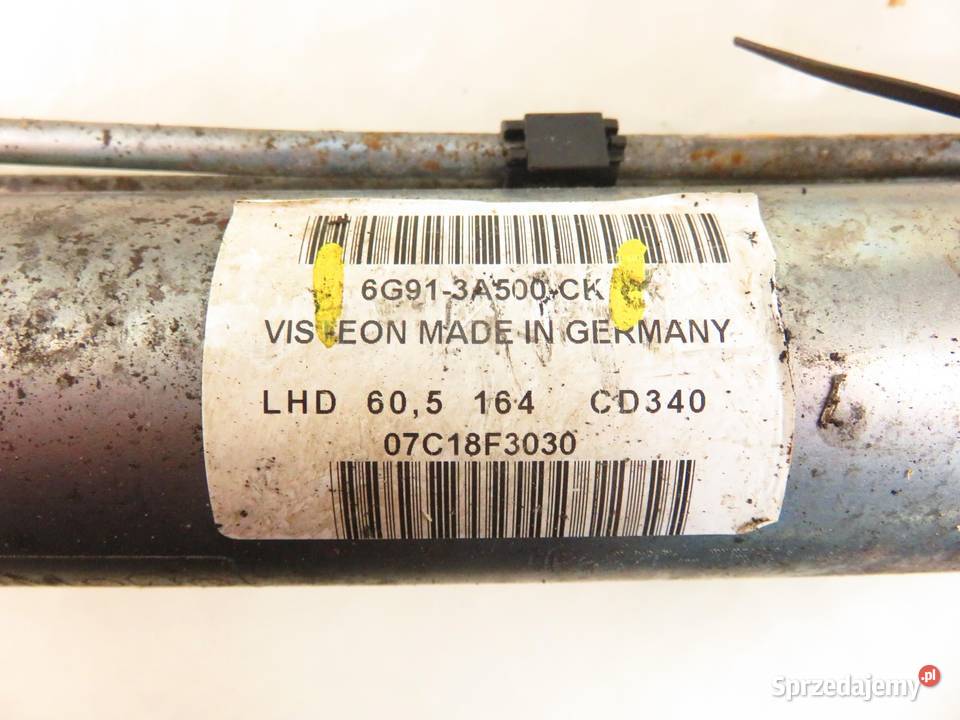 6G91-3A500-CK
VISTEON MADE IN GERMANY
LHD 60,5 164 CD340
07C18F3030
Sprzedajemy.pl